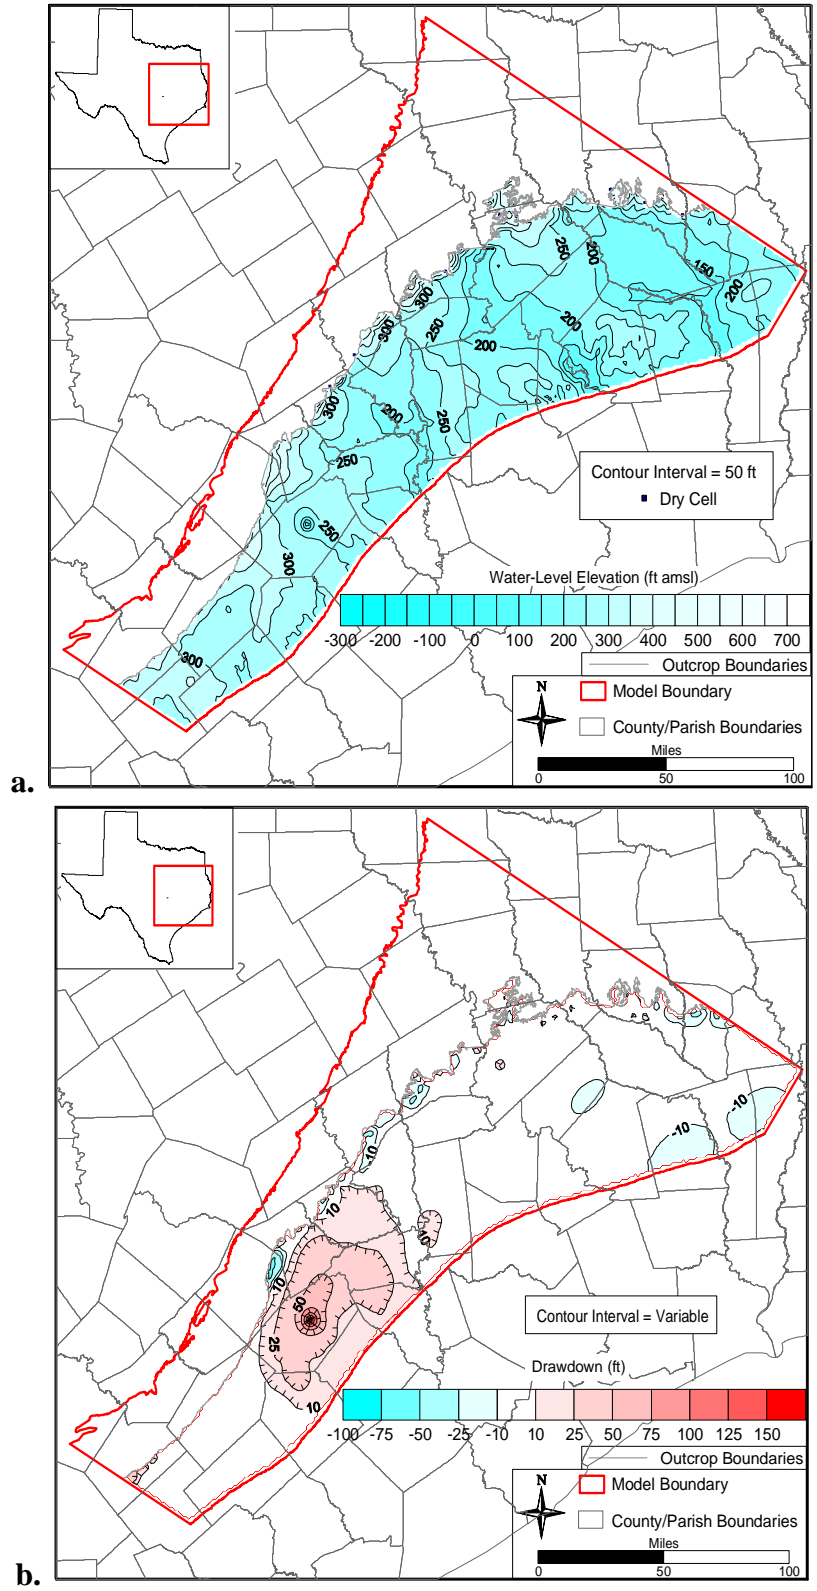 250
200
150
200
300
300
250
200
200
300
200
250
250
250
300
300
Contour Interval = 50 ft
Dry Cell
Water-Level Elevation (ft amsl)
-300 -200 -100 0 100 200 300 400 500 600 700
Outcrop Boundaries
N
Model Boundary
County/Parish Boundaries
Miles
0 50 100
a.
-10
-10
-10
10
10
10
50
25
10
Contour Interval = Variable
Drawdown (ft)
-100 -75 -50 -25 -10 10 25 50 75 100 125 150
Outcrop Boundaries
N
Model Boundary
County/Parish Boundaries
Miles
0 50 100
b.